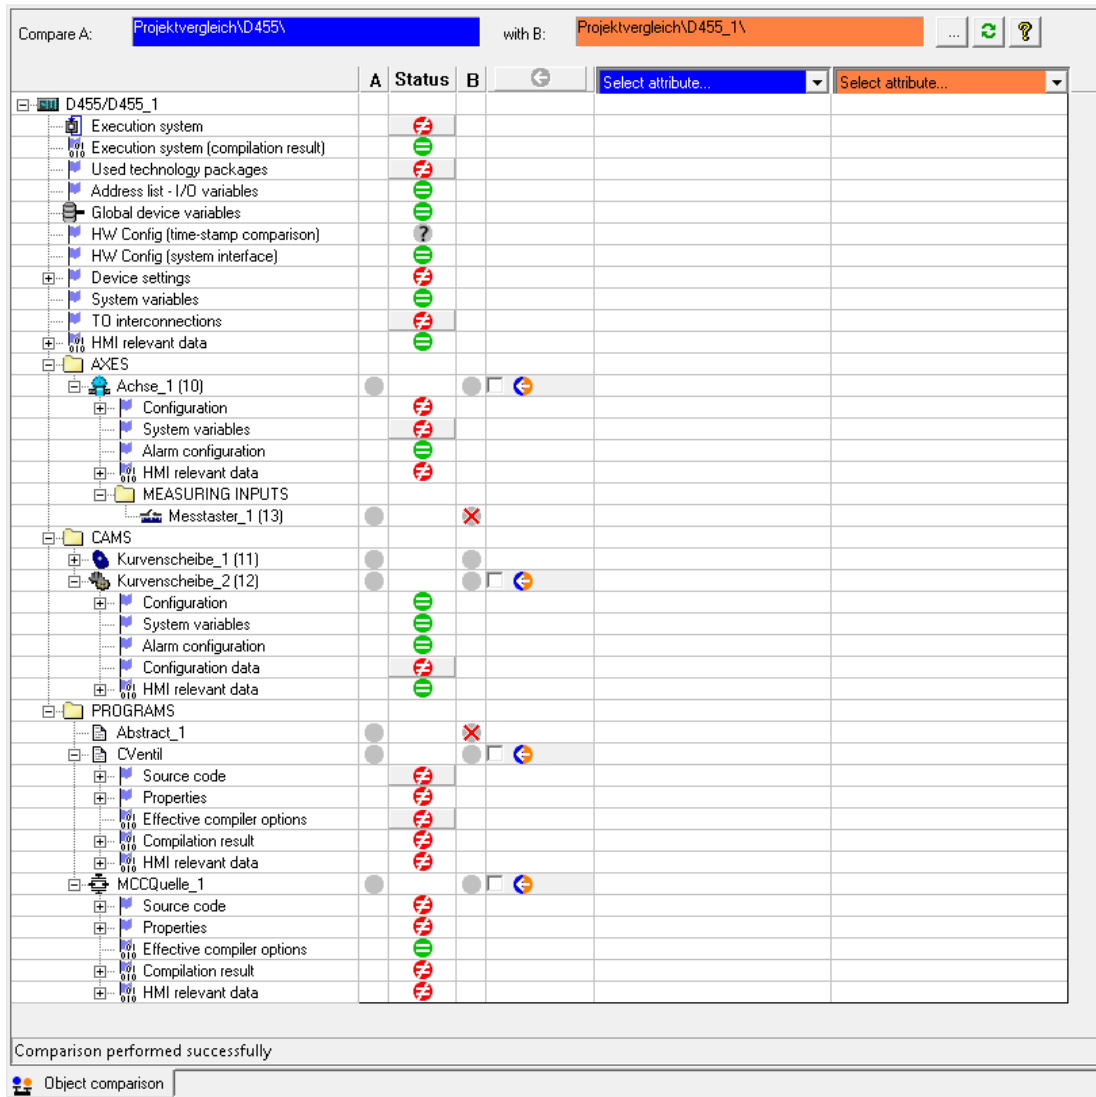 Compare A: Projektvergleich\D455\ with B: Projektvergleich\D455_1\ ...
A Status B Select attribute... Select attribute...
D455/D455_1
Execution system
Execution system (compilation result)
Used technology packages
Address list - I/O variables
Global device variables
HW Config (time-stamp comparison)
HW Config (system interface)
Device settings
System variables
TO interconnections
HMI relevant data
AXES
Achse_1 (10)
Configuration
System variables
Alarm configuration
HMI relevant data
MEASURING INPUTS
Messtaster_1 (13)
CAMS
Kurvenscheibe_1 (11)
Kurvenscheibe_2 (12)
Configuration
System variables
Alarm configuration
Configuration data
HMI relevant data
PROGRAMS
Abstract_1
CVentil
Source code
Properties
Effective compiler options
Compilation result
HMI relevant data
MCCQuelle_1
Source code
Properties
Effective compiler options
Compilation result
HMI relevant data
Comparison performed successfully
Object comparison